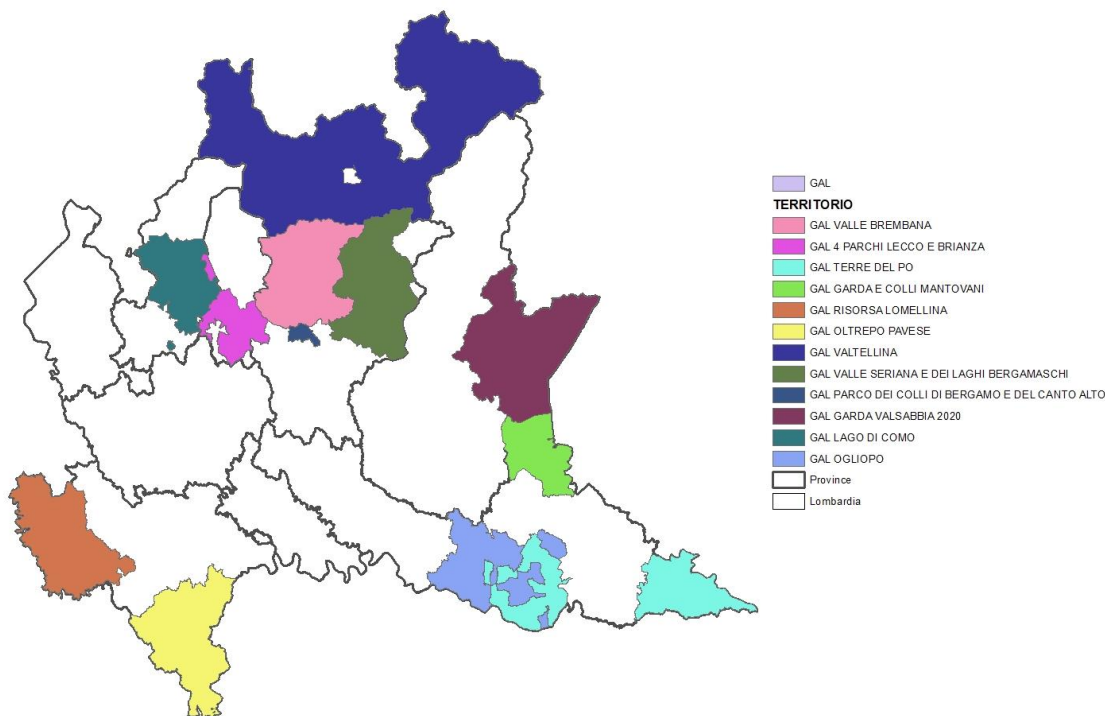 GAL
TERRITORIO
GAL VALLE BREMBANA
GAL 4 PARCHI LECCO E BRIANZA
GAL TERRE DEL PO
GAL GARDA E COLLI MANTOVANI
GAL RISORSA LOMELLINA
GAL OLTREPO PAVESE
GAL VALTELLINA
GAL VALLE SERIANA E DEI LAGHI BERGAMASCHI
GAL PARCO DEI COLLI DI BERGAMO E DEL CANTO ALTO
GAL GARDA VALSABBIA 2020
GAL LAGO DI COMO
GAL OGLIOPO
Province
Lombardia